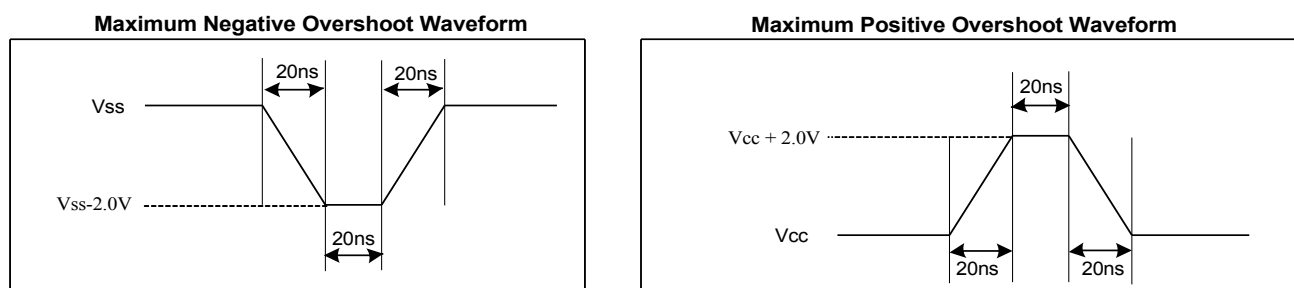 Maximum Negative Overshoot Waveform
20ns
20ns
Vss
Vss-2.0V
20ns
Maximum Positive Overshoot Waveform
20ns
Vcc + 2.0V
Vcc
20ns
20ns